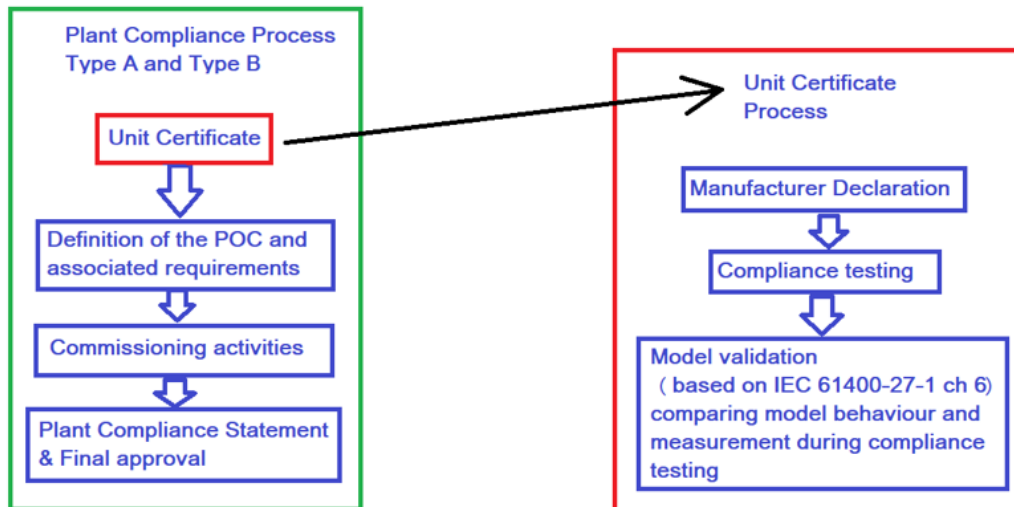 Plant Compliance Process
Type A and Type B
Unit Certificate
Definition of the POC and
associated requirements
Commissioning activities
Plant Compliance Statement
& Final approval
Unit Certificate
Process
Manufacturer Declaration
Compliance testing
Model validation
( based on IEC 61400-27-1 ch 6)
comparing model behaviour and
measurement during compliance
testing